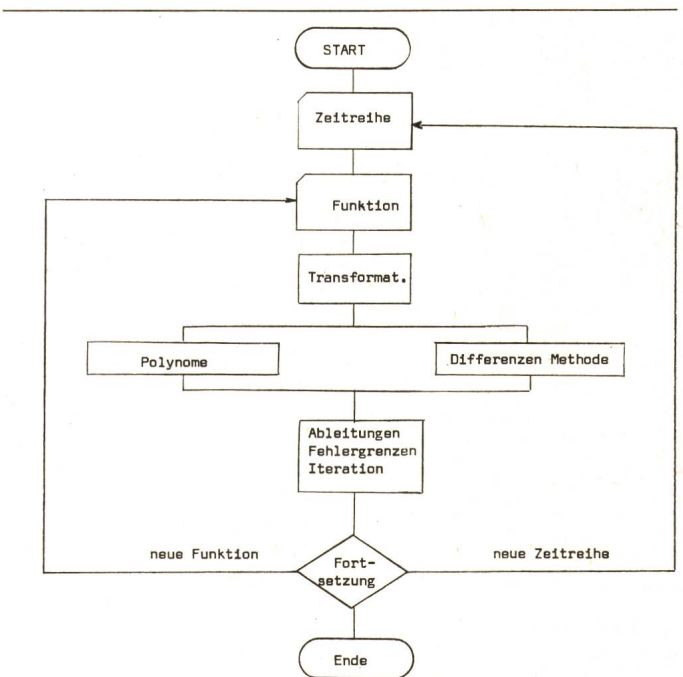 START
Zeitreihe
Funktion
Transformat.
Polynome
Differenzen Methode
Ableitungen
Fehlergrenzen
Iteration
neue Funktion
Fort-
setzung
neue Zeitreihe
Ende